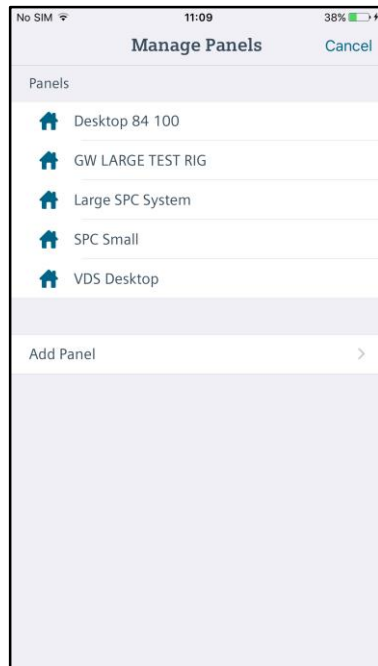 No SIM 11:09 38%
Manage Panels Cancel
Panels
Desktop 84 100
GW LARGE TEST RIG
Large SPC System
SPC Small
VDS Desktop
Add Panel